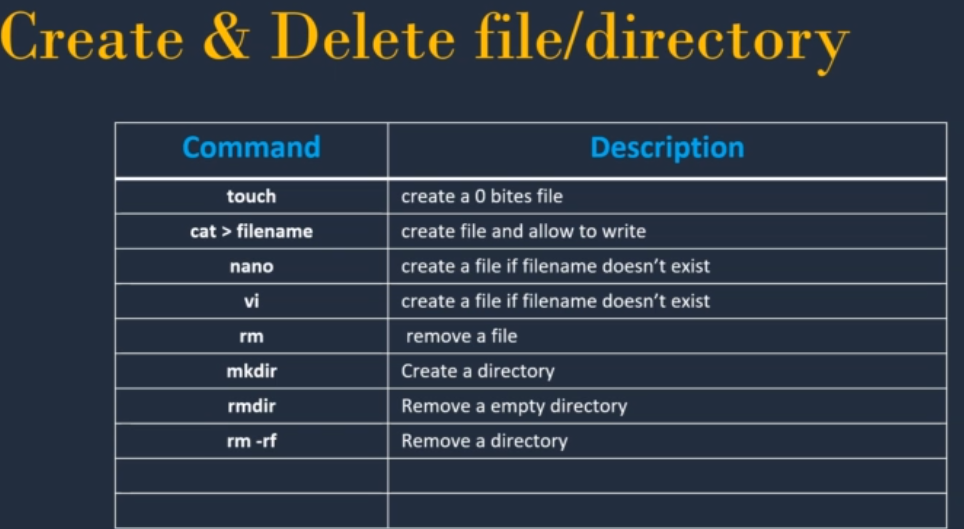 Create & Delete file/directory
Command Description
touch create a 0 bites file
cat > filename create file and allow to write
nano create a file if filename doesn't exist
vi create a file if filename doesn't exist
rm remove a file
mkdir Create a directory
rmdir Remove a empty directory
rm -rf Remove a directory